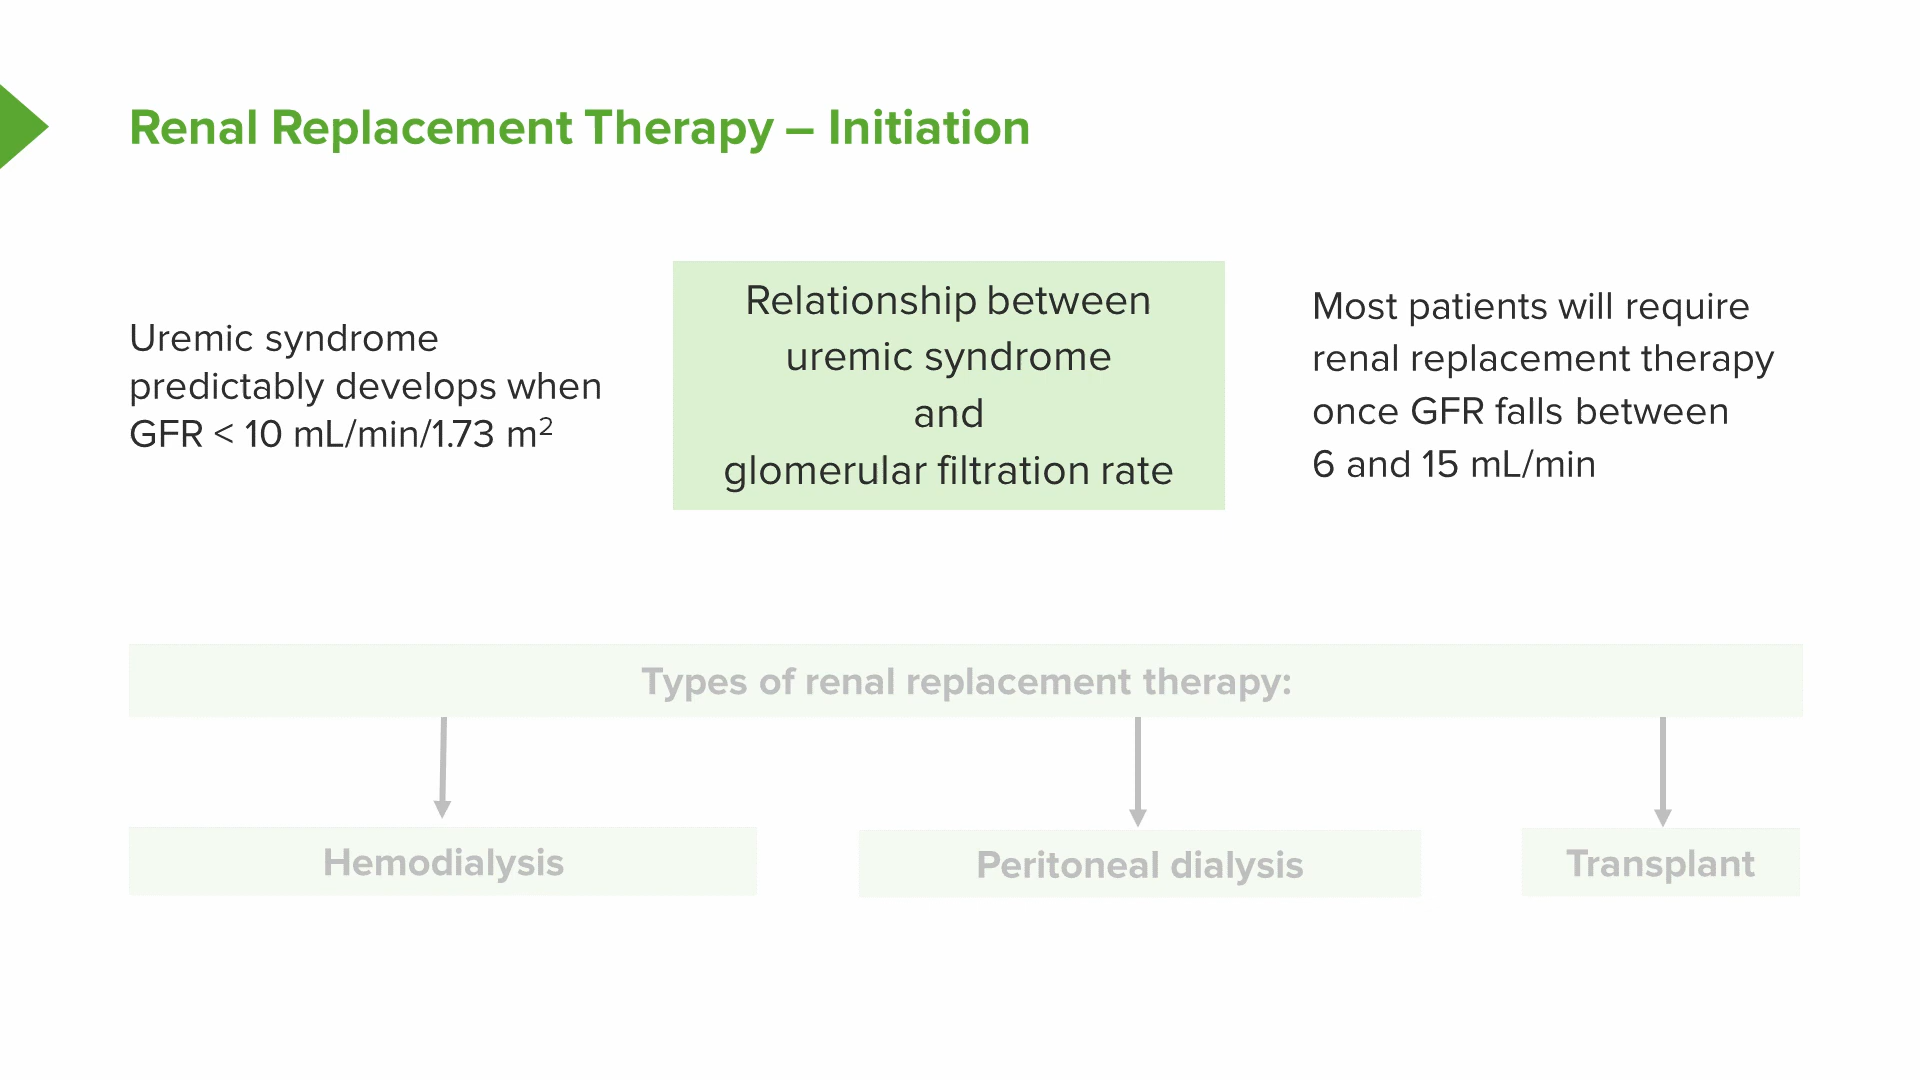 Renal Replacement Therapy – Initiation
Uremic syndrome
predictably develops when
GFR < 10 mL/min/1.73 m²
Relationship between
uremic syndrome
and
glomerular filtration rate
Most patients will require
renal replacement therapy
once GFR falls between
6 and 15 mL/min
Types of renal replacement therapy:
Hemodialysis
Peritoneal dialysis
Transplant